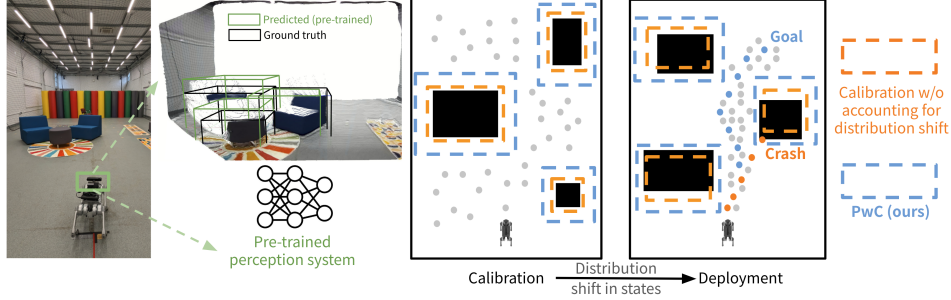 Predicted (pre-trained)
Ground truth
Pre-trained
perception system
Calibration
Distribution
shift in states
Deployment
Goal
Crash
Calibration w/o
accounting for
distribution shift
PwC (ours)